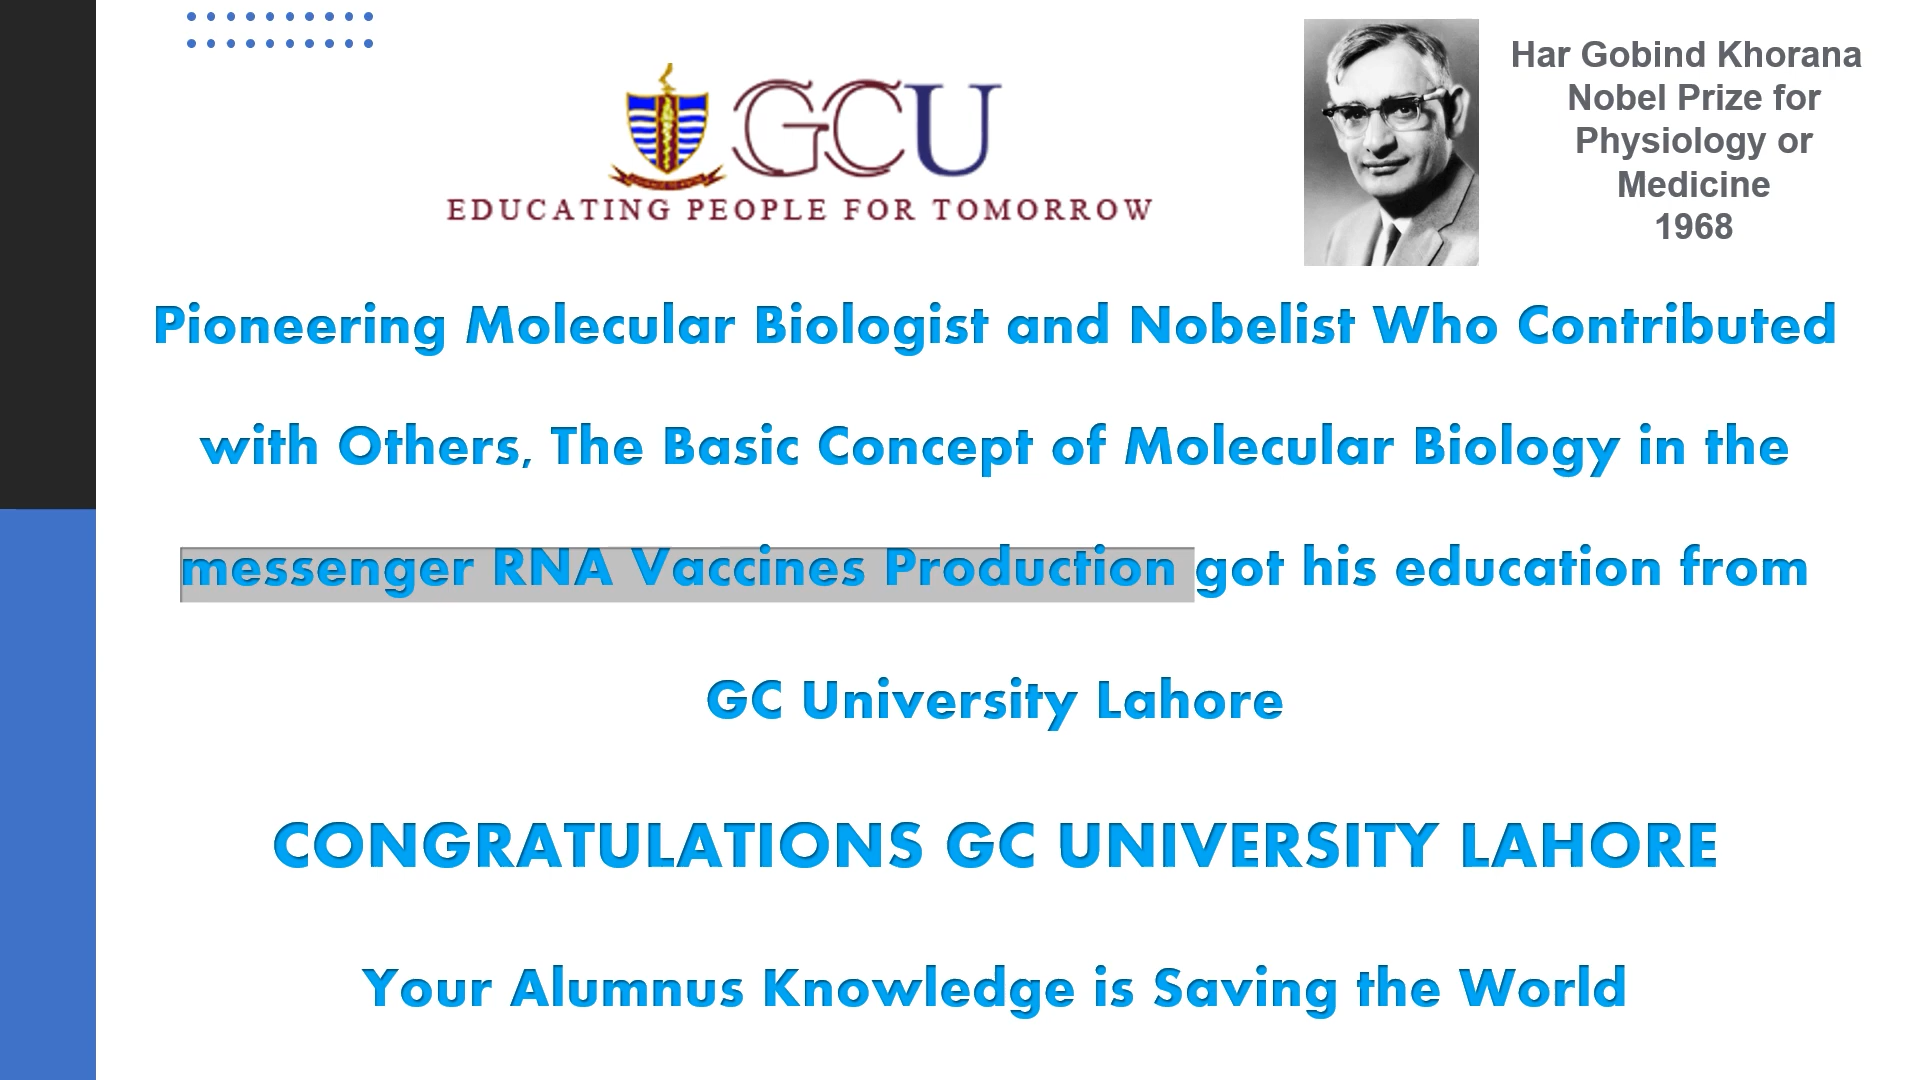 GCU
EDUCATING PEOPLE FOR TOMORROW
Har Gobind Khorana
Nobel Prize for
Physiology or
Medicine
1968
Pioneering Molecular Biologist and Nobelist Who Contributed
with Others, The Basic Concept of Molecular Biology in the
messenger RNA Vaccines Production got his education from
GC University Lahore
CONGRATULATIONS GC UNIVERSITY LAHORE
Your Alumnus Knowledge is Saving the World